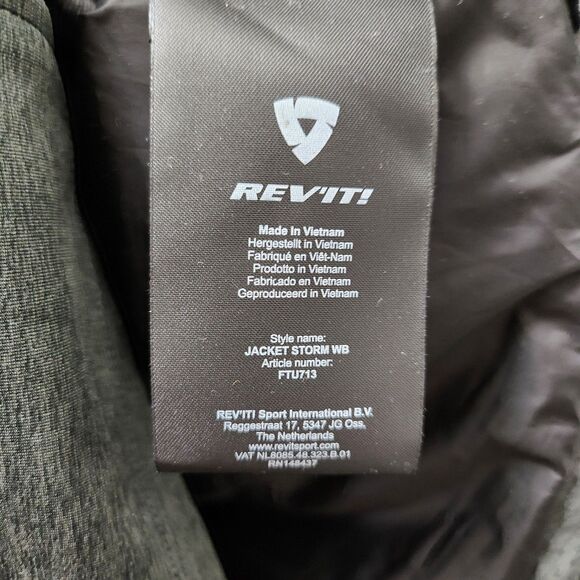 REV'IT!
Made in Vietnam
Hergestellt in Vietnam
Fabriqué en Viêt-Nam
Prodotto in Vietnam
Fabricado en Vietnam
Geproduceerd in Vietnam
Style name:
JACKET STORM WB
Article number:
FTU713
REV'IT! Sport International B.V.
Reggestraat 17, 5347 JG Oss.
The Netherlands
www.revitsport.com
VAT NL8085.48.323.B.01
RN148437